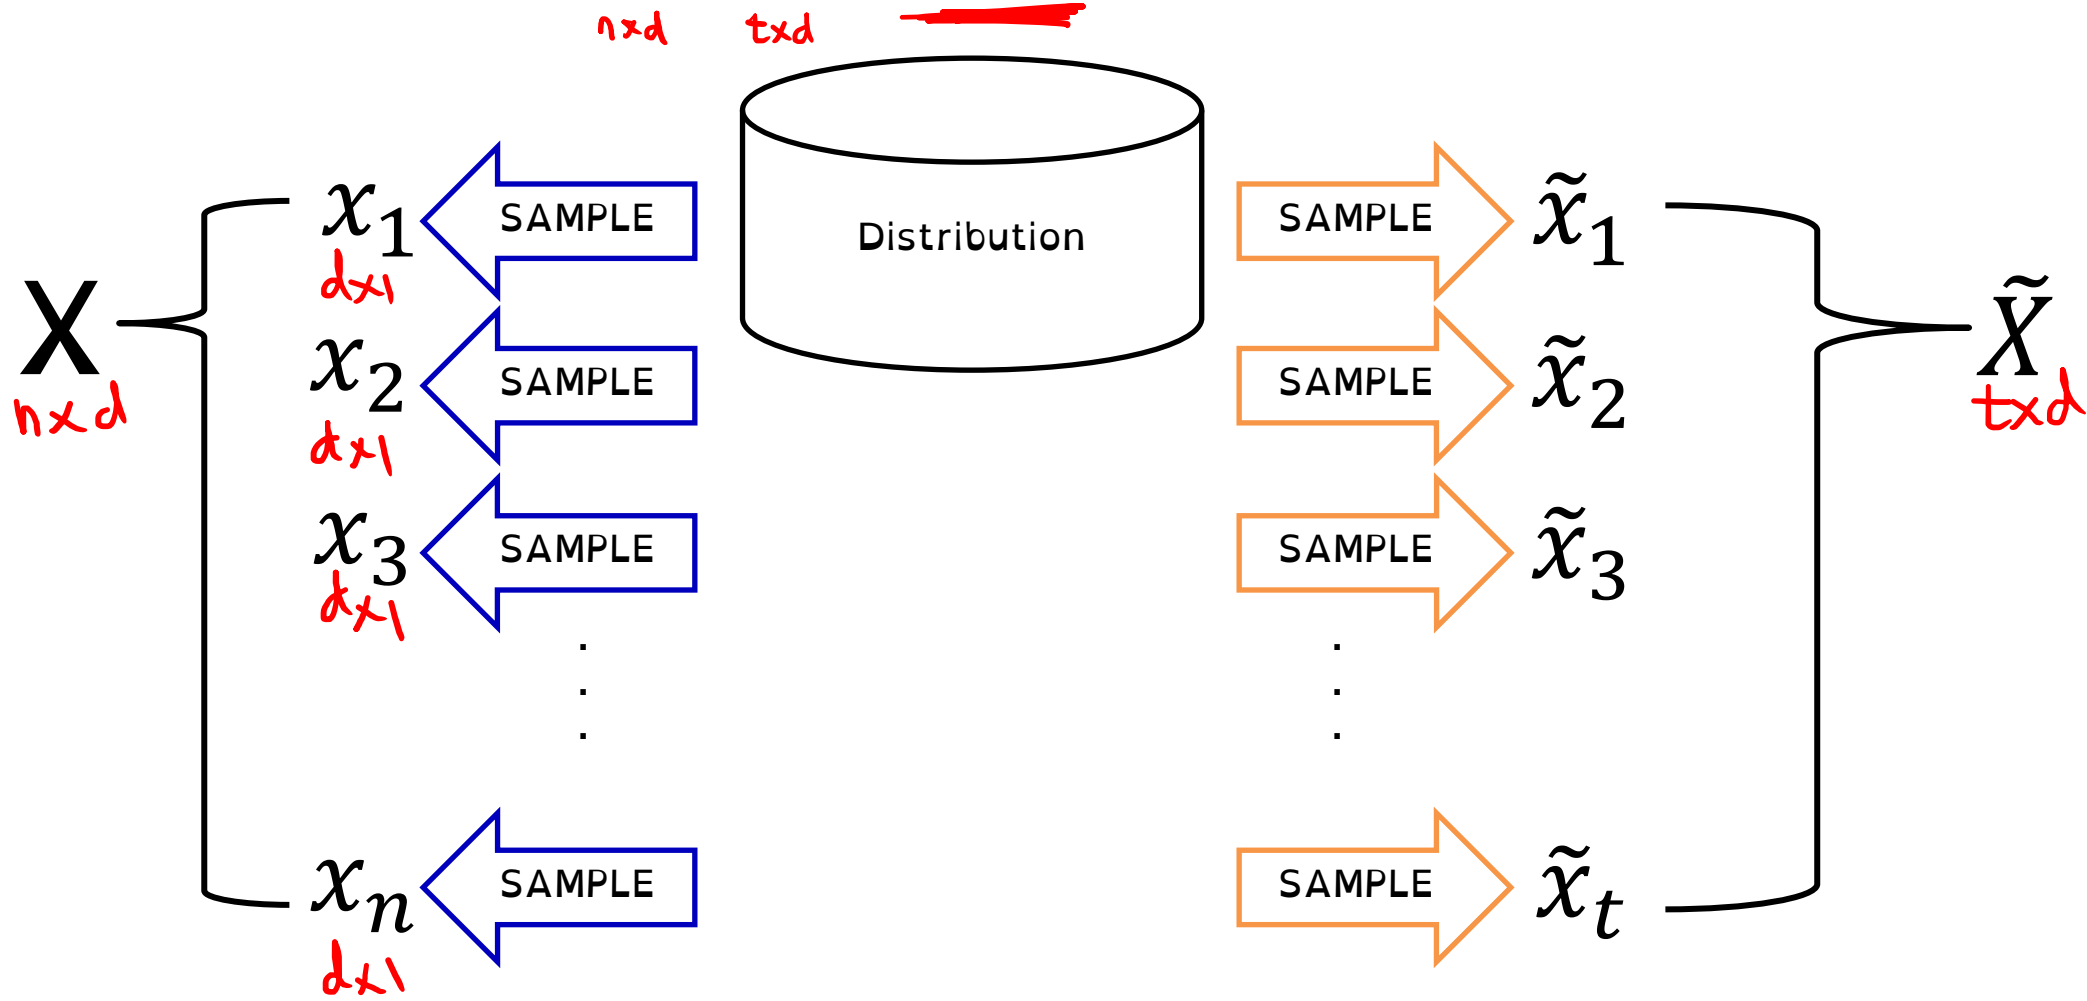 n×d t×d
x₁ SAMPLE Distribution SAMPLE x̃₁
d×1
X x₂ SAMPLE SAMPLE x̃₂ X̃
n×d d×1 t×d
x₃ SAMPLE SAMPLE x̃₃
d×1
. .
. .
. .
xₙ SAMPLE SAMPLE x̃ₜ
d×1